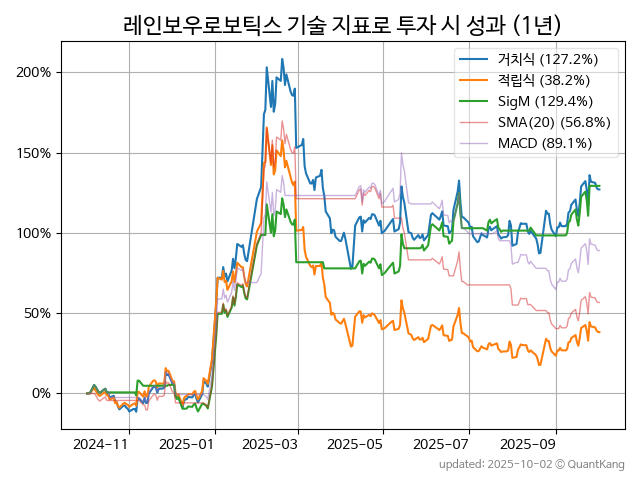 레인보우로보틱스 기술 지표로 투자 시 성과 (1년)
거치식 (127.2%)
적립식 (38.2%)
SigM (129.4%)
SMA(20) (56.8%)
MACD (89.1%)
200%
150%
100%
50%
0%
2024-11 2025-01 2025-03 2025-05 2025-07 2025-09
updated: 2025-10-02 © QuantKang